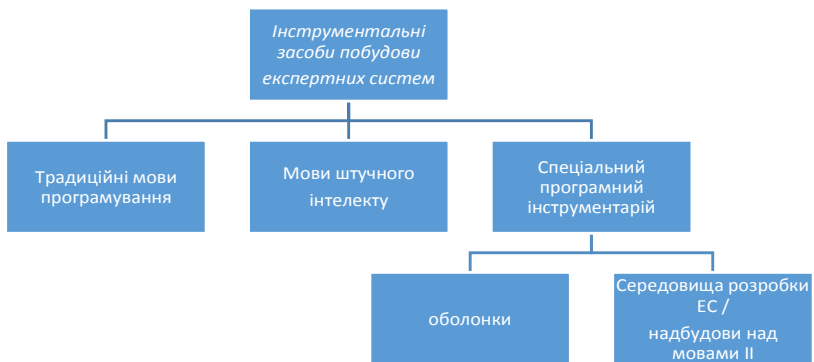 Інструментальні
засоби побудови
експертних систем
Традиційні мови
програмування
Мови штучного
інтелекту
Спеціальний
програмний
інструментарій
оболонки
Середовища розробки
ЕС /
надбудови над
мовами ІІ